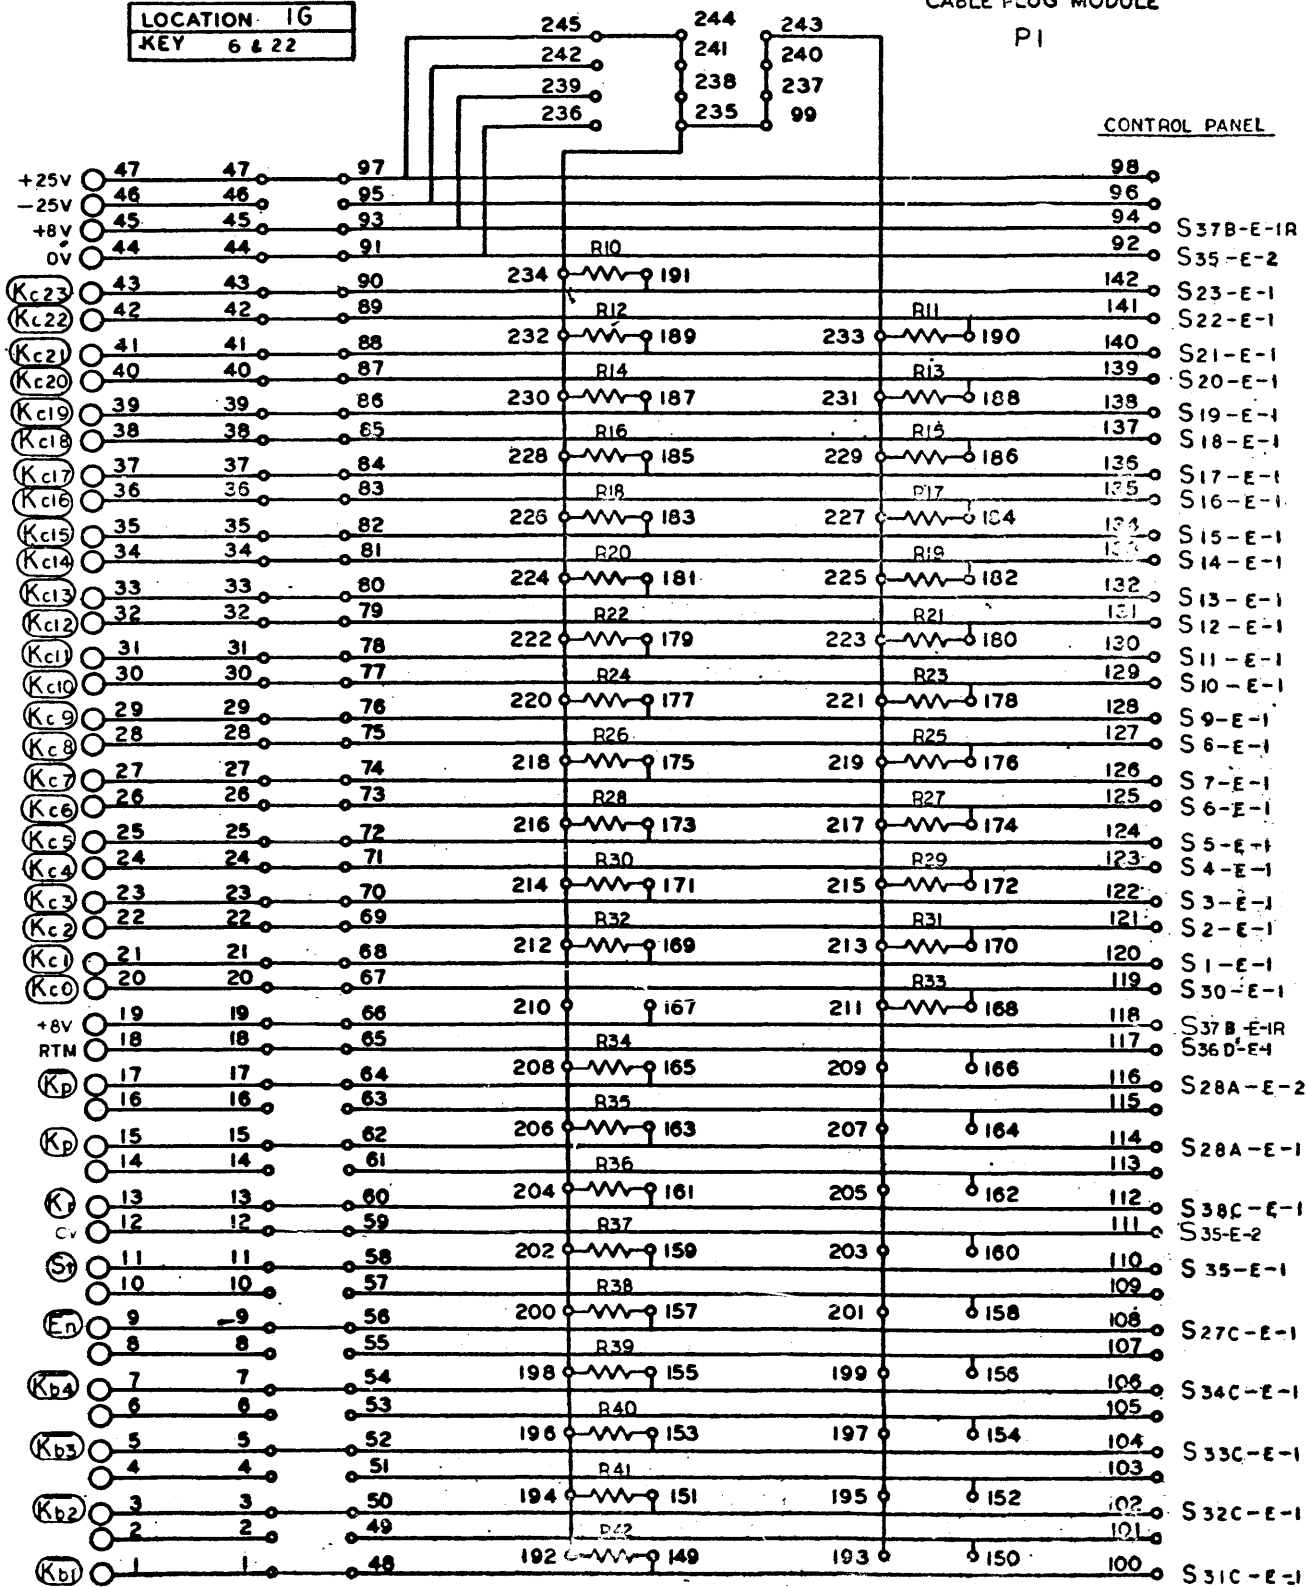 CABLE PLUG MODULE
P1
LOCATION 1G
KEY 6 & 22
CONTROL PANEL
245 244 243
242 241 240
239 238 237
236 235 99
+25V 47 47 97 98
-25V 46 46 95 96
+8V 45 45 93 94 S37B-E-1R
0V 44 44 91 92 S35-E-2
R10
234 191
Kc23 43 43 90 142 S23-E-1
Kc22 42 42 89 141 S22-E-1
R12 R11
232 189 233 190
Kc21 41 41 88 140 S21-E-1
Kc20 40 40 87 139 S20-E-1
R14 R13
230 187 231 188
Kc19 39 39 86 138 S19-E-1
Kc18 38 38 85 137 S18-E-1
R16 R15
228 185 229 186
Kc17 37 37 84 136 S17-E-1
Kc16 36 36 83 135 S16-E-1
R18 R17
226 183 227 184
Kc15 35 35 82 134 S15-E-1
Kc14 34 34 81 S14-E-1
R20 R19
224 181 225 182
Kc13 33 33 80 132 S13-E-1
Kc12 32 32 79 131 S12-E-1
R22 R21
222 179 223 180
Kc11 31 31 78 130 S11-E-1
Kc10 30 30 77 129 S10-E-1
R24 R23
220 177 221 178
Kc9 29 29 76 128 S9-E-1
Kc8 28 28 75 127 S6-E-1
R26 R25
218 175 219 176
Kc7 27 27 74 126 S7-E-1
Kc6 26 26 73 125 S6-E-1
R28 R27
216 173 217 174
Kc5 25 25 72 124 S5-E-1
Kc4 24 24 71 123 S4-E-1
R30 R29
214 171 215 172
Kc3 23 23 70 122 S3-E-1
Kc2 22 22 69 121 S2-E-1
R32 R31
212 169 213 170
Kc1 21 21 68 120 S1-E-1
Kc0 20 20 67 119 S30-E-1
R33
210 167 211 168
+8V 19 19 66 118 S37B-E-1R
RTM 18 18 65 117 S36D-E-1
R34
208 165 209 166
Kp 17 17 64 116 S28A-E-2
16 16 63 115
R35
206 163 207 164
Kp 15 15 62 114 S28A-E-1
14 14 61 113
R36
204 161 205 162
Kr 13 13 60 112 S38C-E-1
Cv 12 12 59 111 S35-E-2
R37
202 159 203 160
St 11 11 58 110 S35-E-1
10 10 57 109
R38
200 157 201 158
En 9 9 56 108 S27C-E-1
8 8 55 107
R39
198 155 199 156
Kb4 7 7 54 106 S34C-E-1
6 6 53 105
R40
196 153 197 154
Kb3 5 5 52 104 S33C-E-1
4 4 51 103
R41
194 151 195 152
Kb2 3 3 50 102 S32C-E-1
2 2 49 101
R42
192 149 193 150
Kb1 1 1 48 100 S31C-E-1